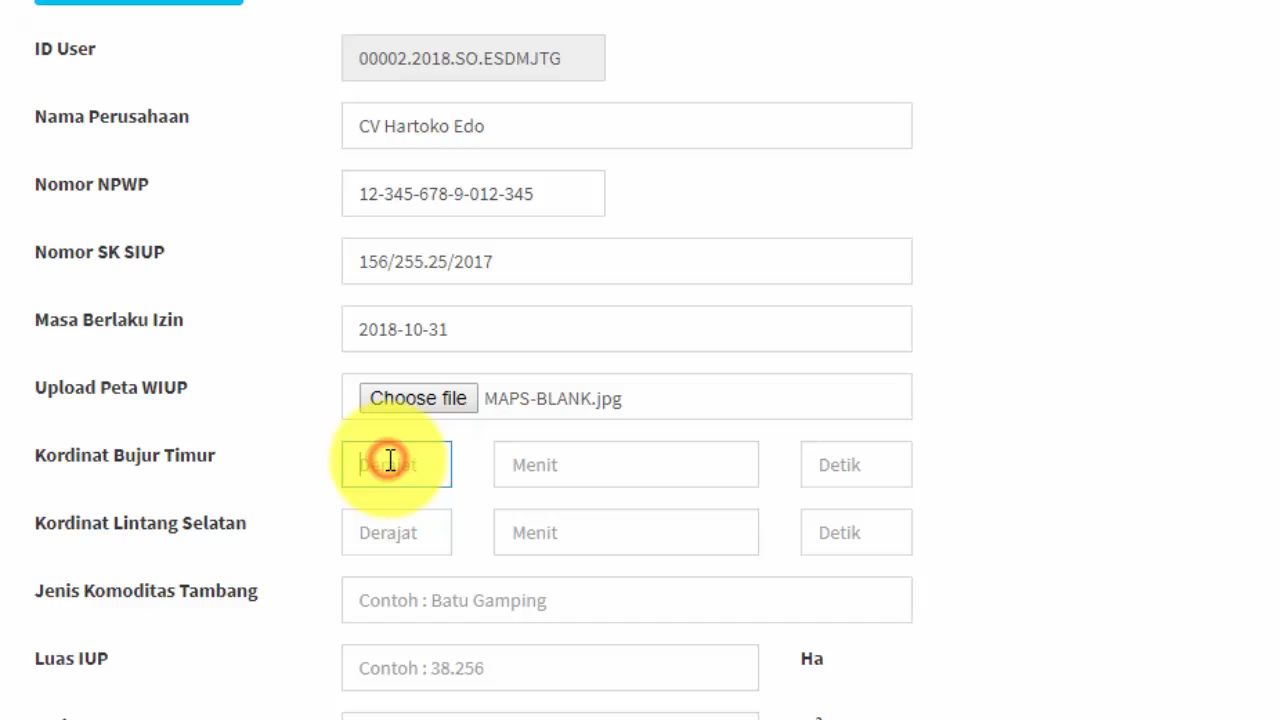 ID User 00002.2018.SO.ESDMJTG
Nama Perusahaan CV Hartoko Edo
Nomor NPWP 12-345-678-9-012-345
Nomor SK SIUP 156/255.25/2017
Masa Berlaku Izin 2018-10-31
Upload Peta WIUP Choose file MAPS-BLANK.jpg
Kordinat Bujur Timur Derajat Menit Detik
Kordinat Lintang Selatan Derajat Menit Detik
Jenis Komoditas Tambang Contoh : Batu Gamping
Luas IUP Contoh : 38.256 Ha